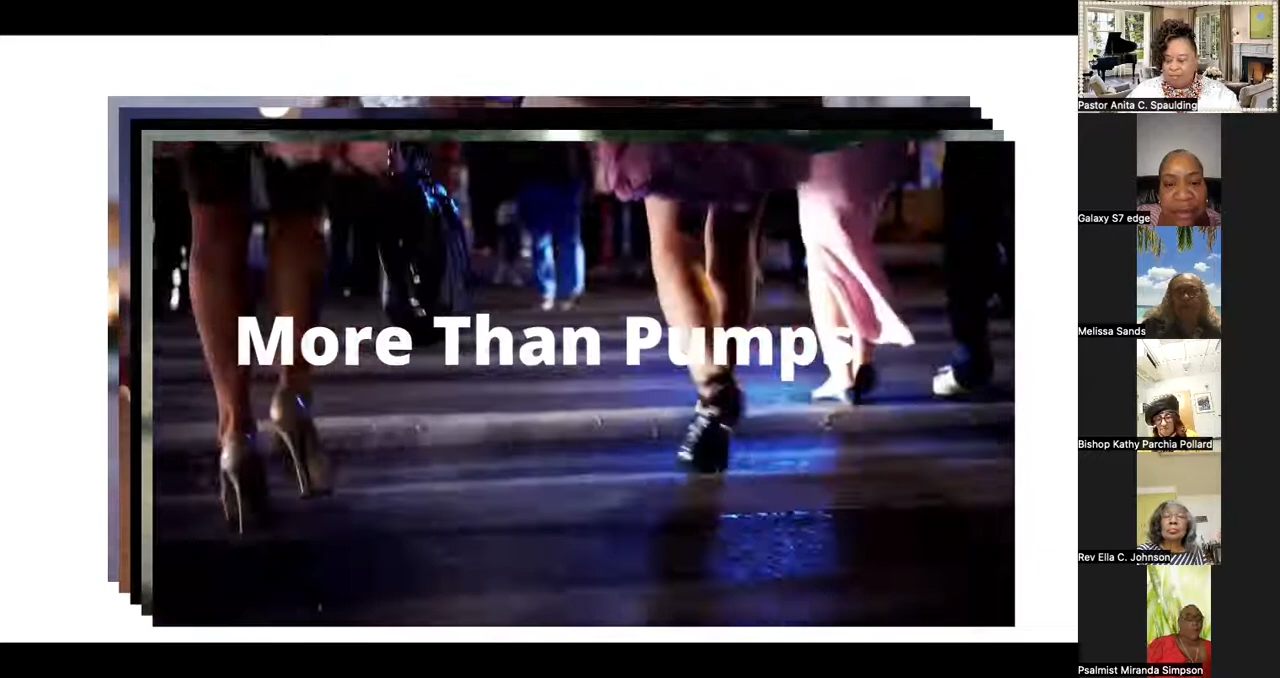 More Than Pumps
Pastor Anita C. Spaulding
Galaxy S7 edge
Melissa Sands
Bishop Kathy Parchia Pollard
Rev Ella C. Johnson
Psalmist Miranda Simpson